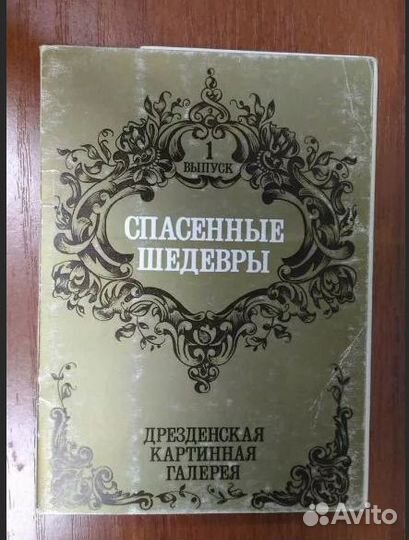 1
ВЫПУСК
СПАСЕННЫЕ
ШЕДЕВРЫ
ДРЕЗДЕНСКАЯ
КАРТИННАЯ
ГАЛЕРЕЯ
Avito